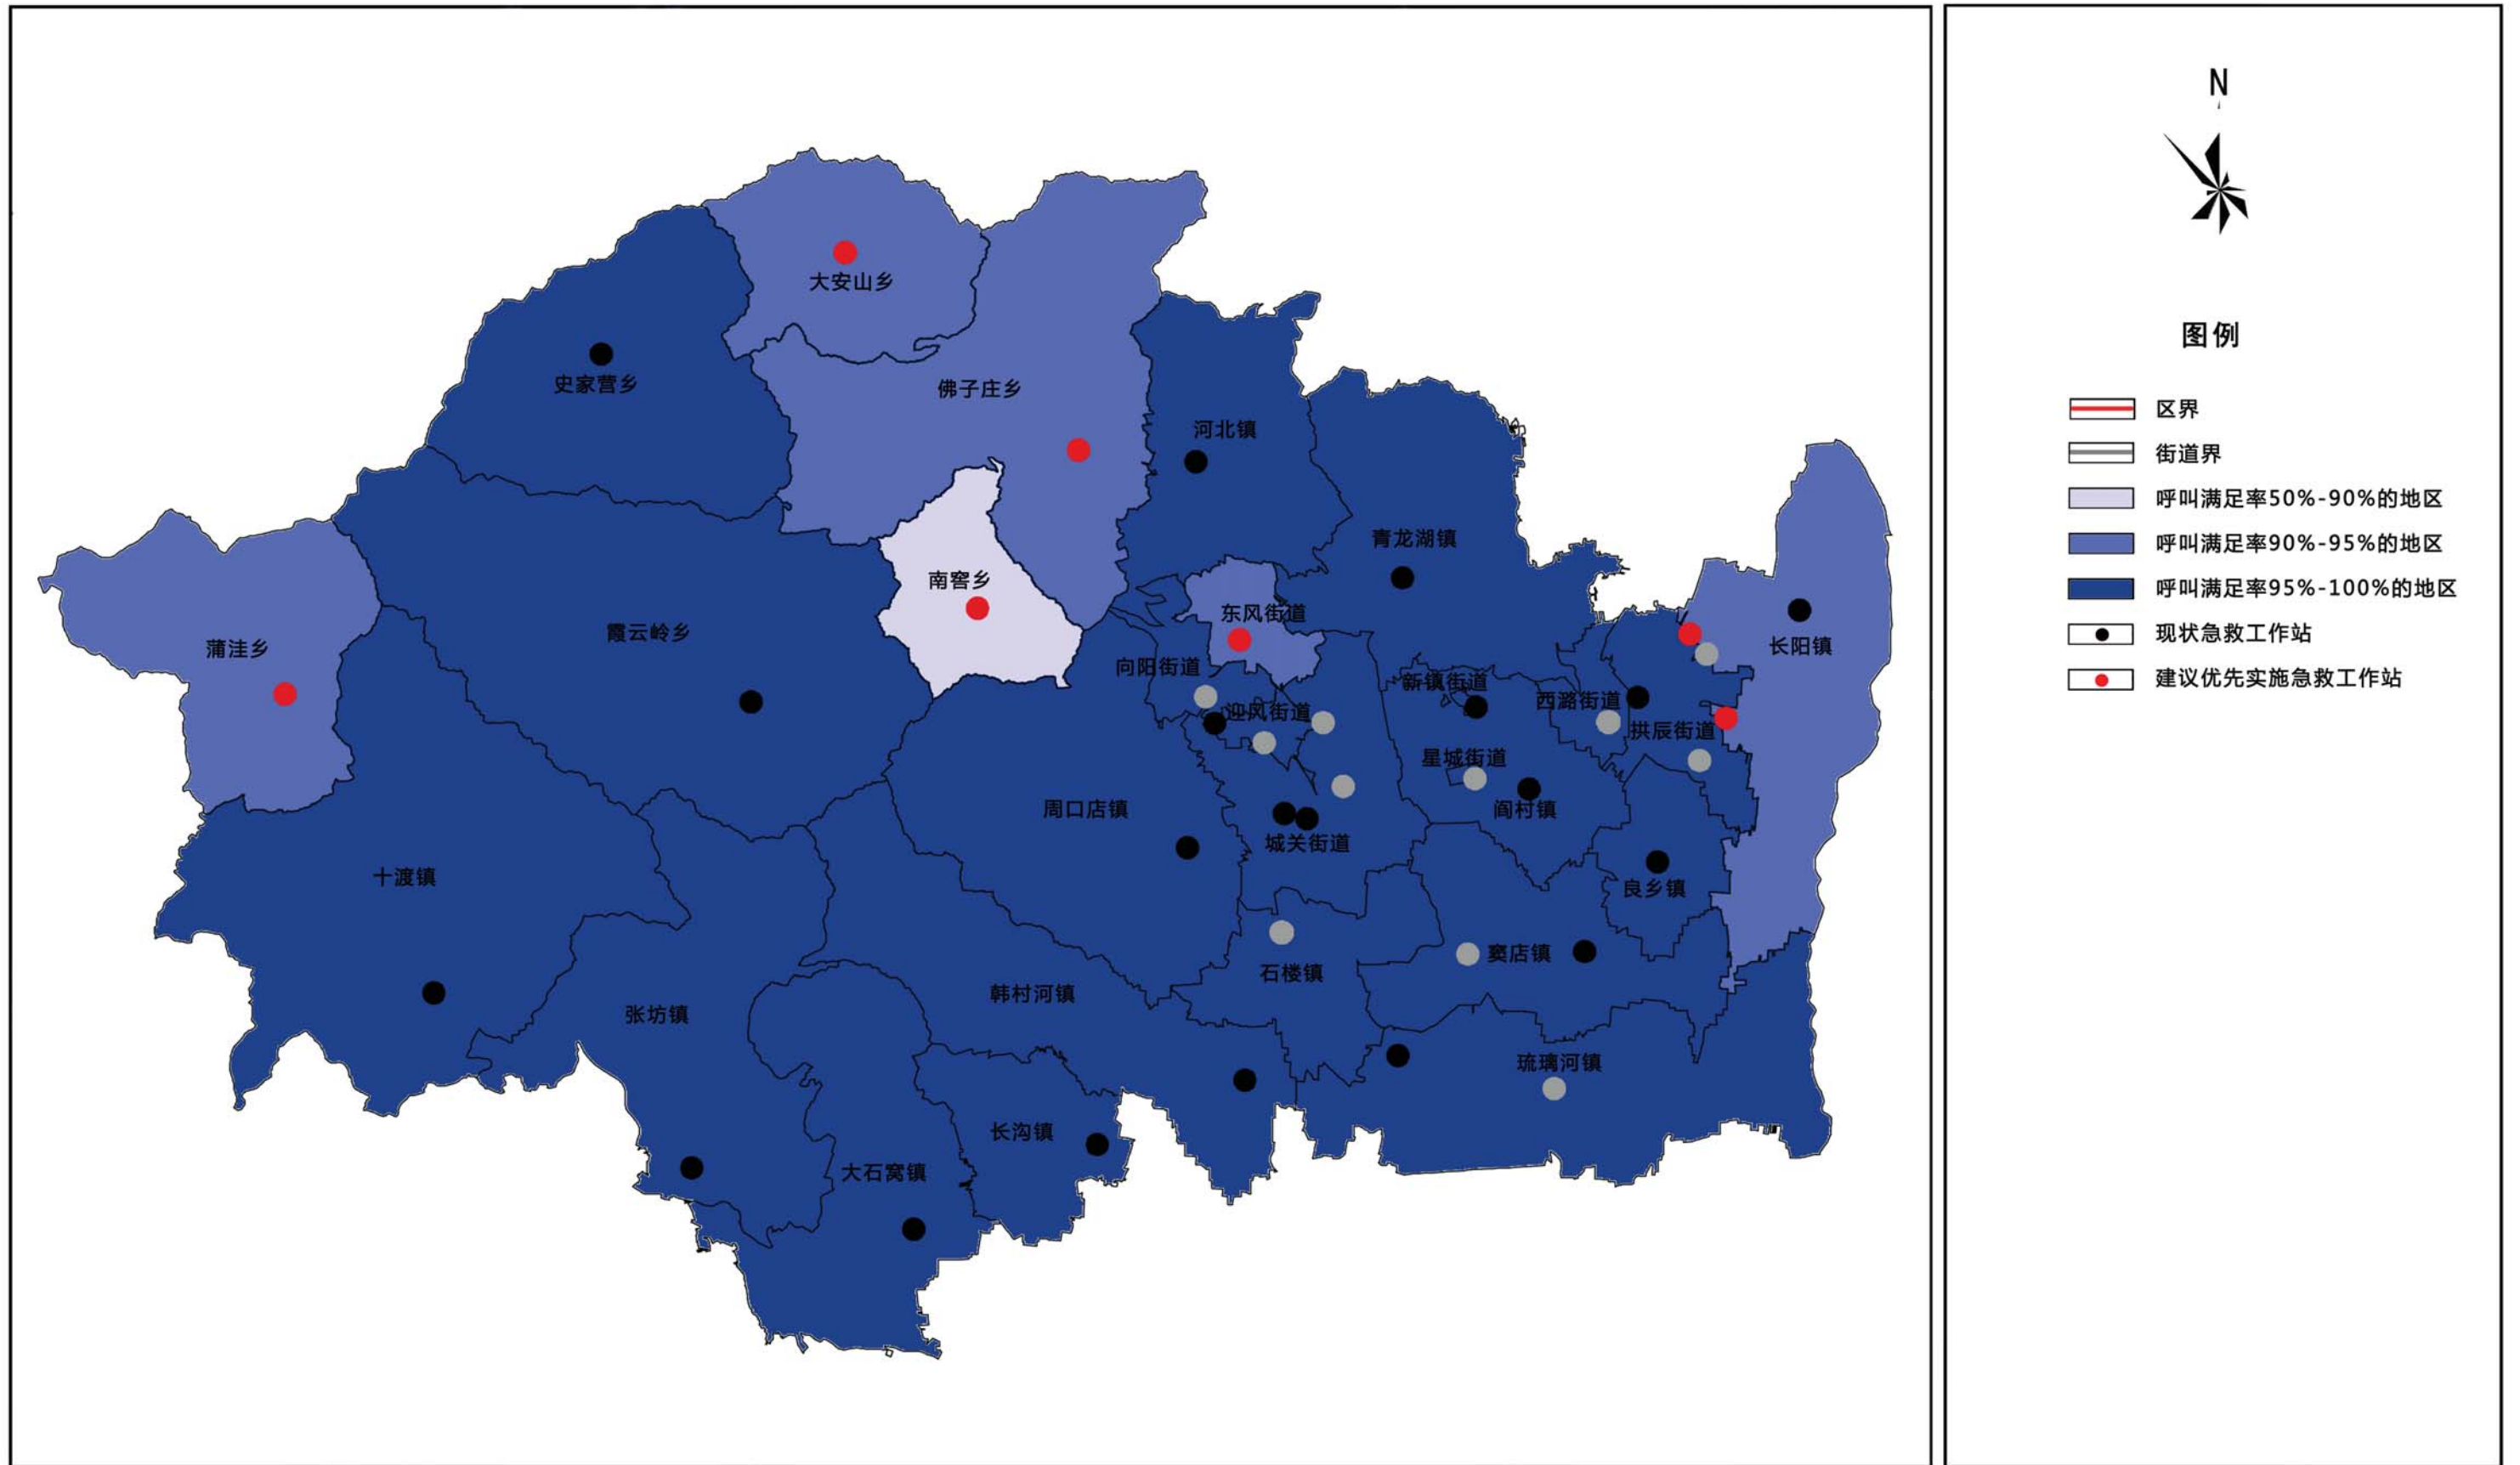 N
图例
区界
街道界
呼叫满足率50%-90%的地区
呼叫满足率90%-95%的地区
呼叫满足率95%-100%的地区
现状急救工作站
建议优先实施急救工作站
大安山乡
史家营乡
佛子庄乡
河北镇
青龙湖镇
南窖乡
东风街道
霞云岭乡
蒲洼乡
长阳镇
向阳街道
新镇街道
西潞街道
迎风街道
拱辰街道
星城街道
周口店镇
阎村镇
城关街道
十渡镇
良乡镇
窦店镇
石楼镇
韩村河镇
张坊镇
琉璃河镇
长沟镇
大石窝镇